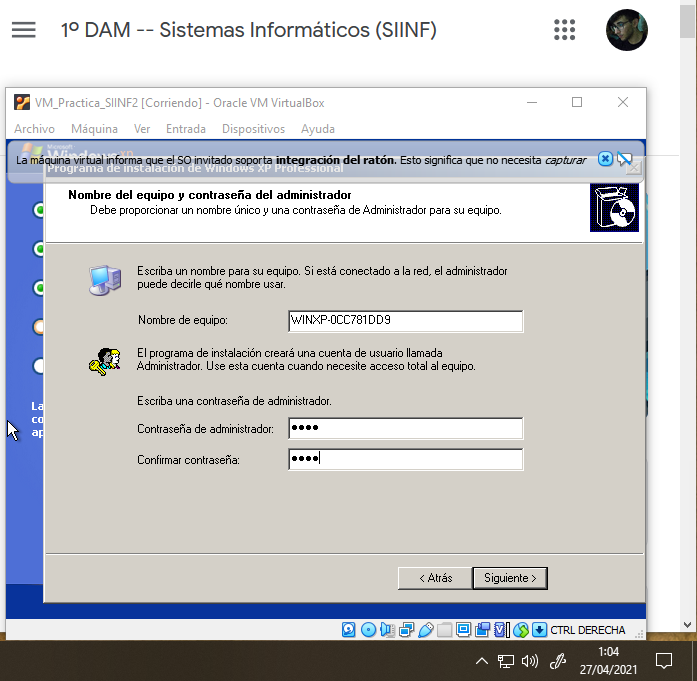 1º DAM -- Sistemas Informáticos (SIINF)
VM_Practica_SIINF2 [Corriendo] - Oracle VM VirtualBox
Archivo Máquina Ver Entrada Dispositivos Ayuda
La máquina virtual informa que el SO invitado soporta integración del ratón. Esto significa que no necesita capturar
Programa de instalación de Windows XP Professional
Nombre del equipo y contraseña del administrador
Debe proporcionar un nombre único y una contraseña de Administrador para su equipo.
Escriba un nombre para su equipo. Si está conectado a la red, el administrador
puede decirle qué nombre usar.
Nombre de equipo: WINXP-0CC781DD9
El programa de instalación creará una cuenta de usuario llamada
Administrador. Use esta cuenta cuando necesite acceso total al equipo.
La
co
ap
Escriba una contraseña de administrador.
Contraseña de administrador: ••••
Confirmar contraseña: ••••
< Atrás Siguiente >
CTRL DERECHA
1:04
27/04/2021